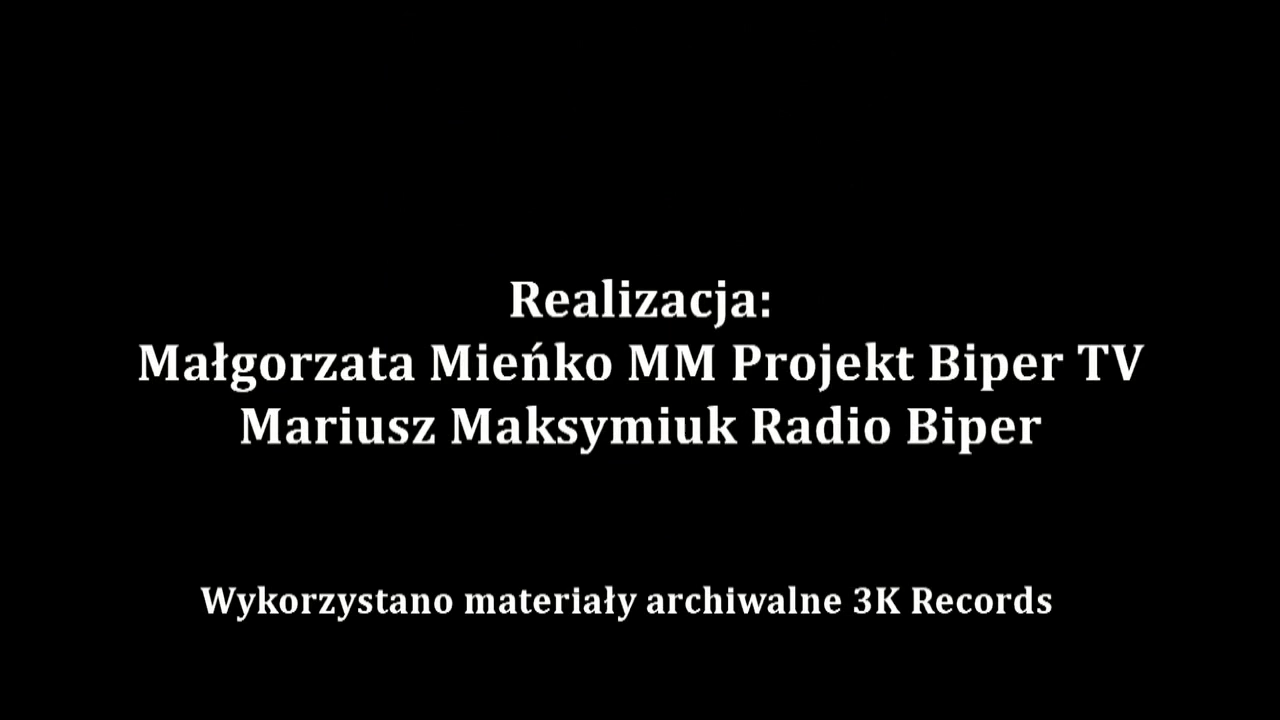 Realizacja:
Małgorzata Mieńko MM Projekt Biper TV
Mariusz Maksymiuk Radio Biper
Wykorzystano materiały archiwalne 3K Records